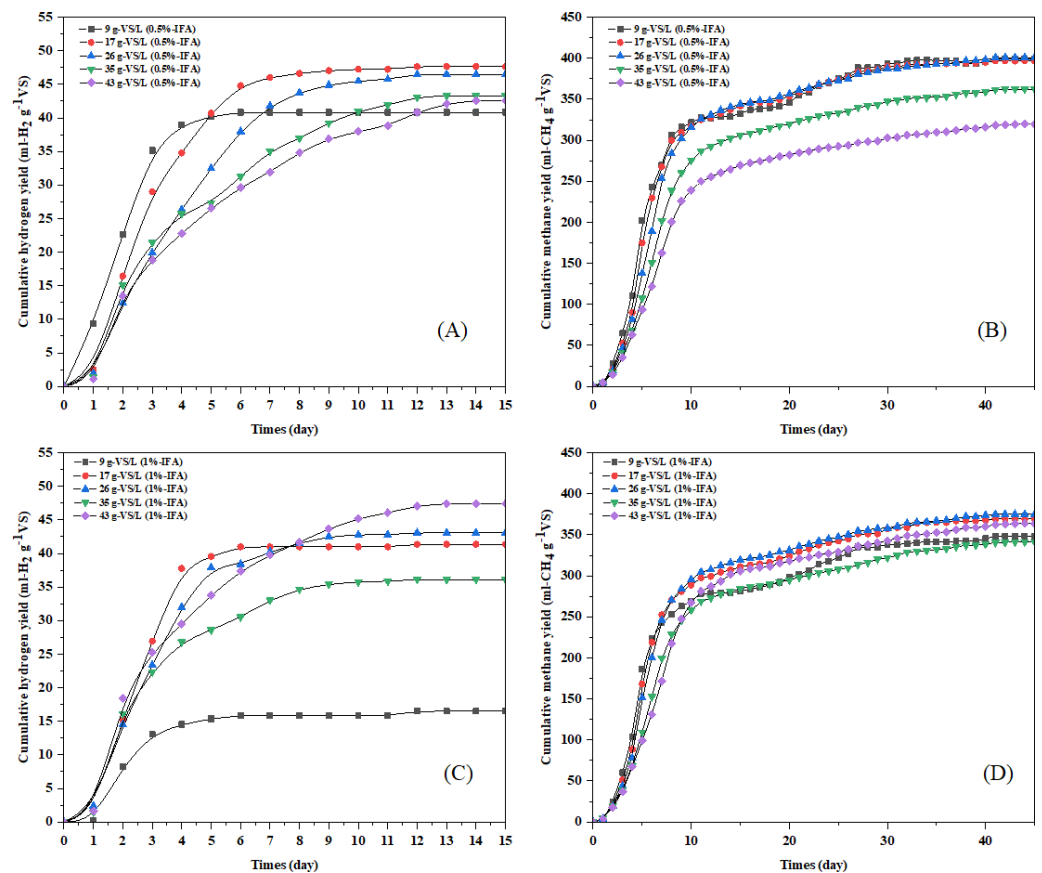 55
50
45
40
35
30
25
20
15
10
5
0
Cumulative hydrogen yield (ml-H₂ g⁻¹VS)
9 g-VS/L (0.5%-IFA)
17 g-VS/L (0.5%-IFA)
26 g-VS/L (0.5%-IFA)
35 g-VS/L (0.5%-IFA)
43 g-VS/L (0.5%-IFA)
(A)
0 1 2 3 4 5 6 7 8 9 10 11 12 13 14 15
Times (day)
450
400
350
300
250
200
150
100
50
0
Cumulative methane yield (ml-CH₄ g⁻¹VS)
9 g-VS/L (0.5%-IFA)
17 g-VS/L (0.5%-IFA)
26 g-VS/L (0.5%-IFA)
35 g-VS/L (0.5%-IFA)
43 g-VS/L (0.5%-IFA)
(B)
0 10 20 30 40
Times (day)
55
50
45
40
35
30
25
20
15
10
5
0
Cumulative hydrogen yield (ml-H₂ g⁻¹VS)
9 g-VS/L (1%-IFA)
17 g-VS/L (1%-IFA)
26 g-VS/L (1%-IFA)
35 g-VS/L (1%-IFA)
43 g-VS/L (1%-IFA)
(C)
0 1 2 3 4 5 6 7 8 9 10 11 12 13 14 15
Times (day)
450
400
350
300
250
200
150
100
50
0
Cumulative methane yield (ml-CH₄ g⁻¹VS)
9 g-VS/L (1%-IFA)
17 g-VS/L (1%-IFA)
26 g-VS/L (1%-IFA)
35 g-VS/L (1%-IFA)
43 g-VS/L (1%-IFA)
(D)
0 10 20 30 40
Times (day)